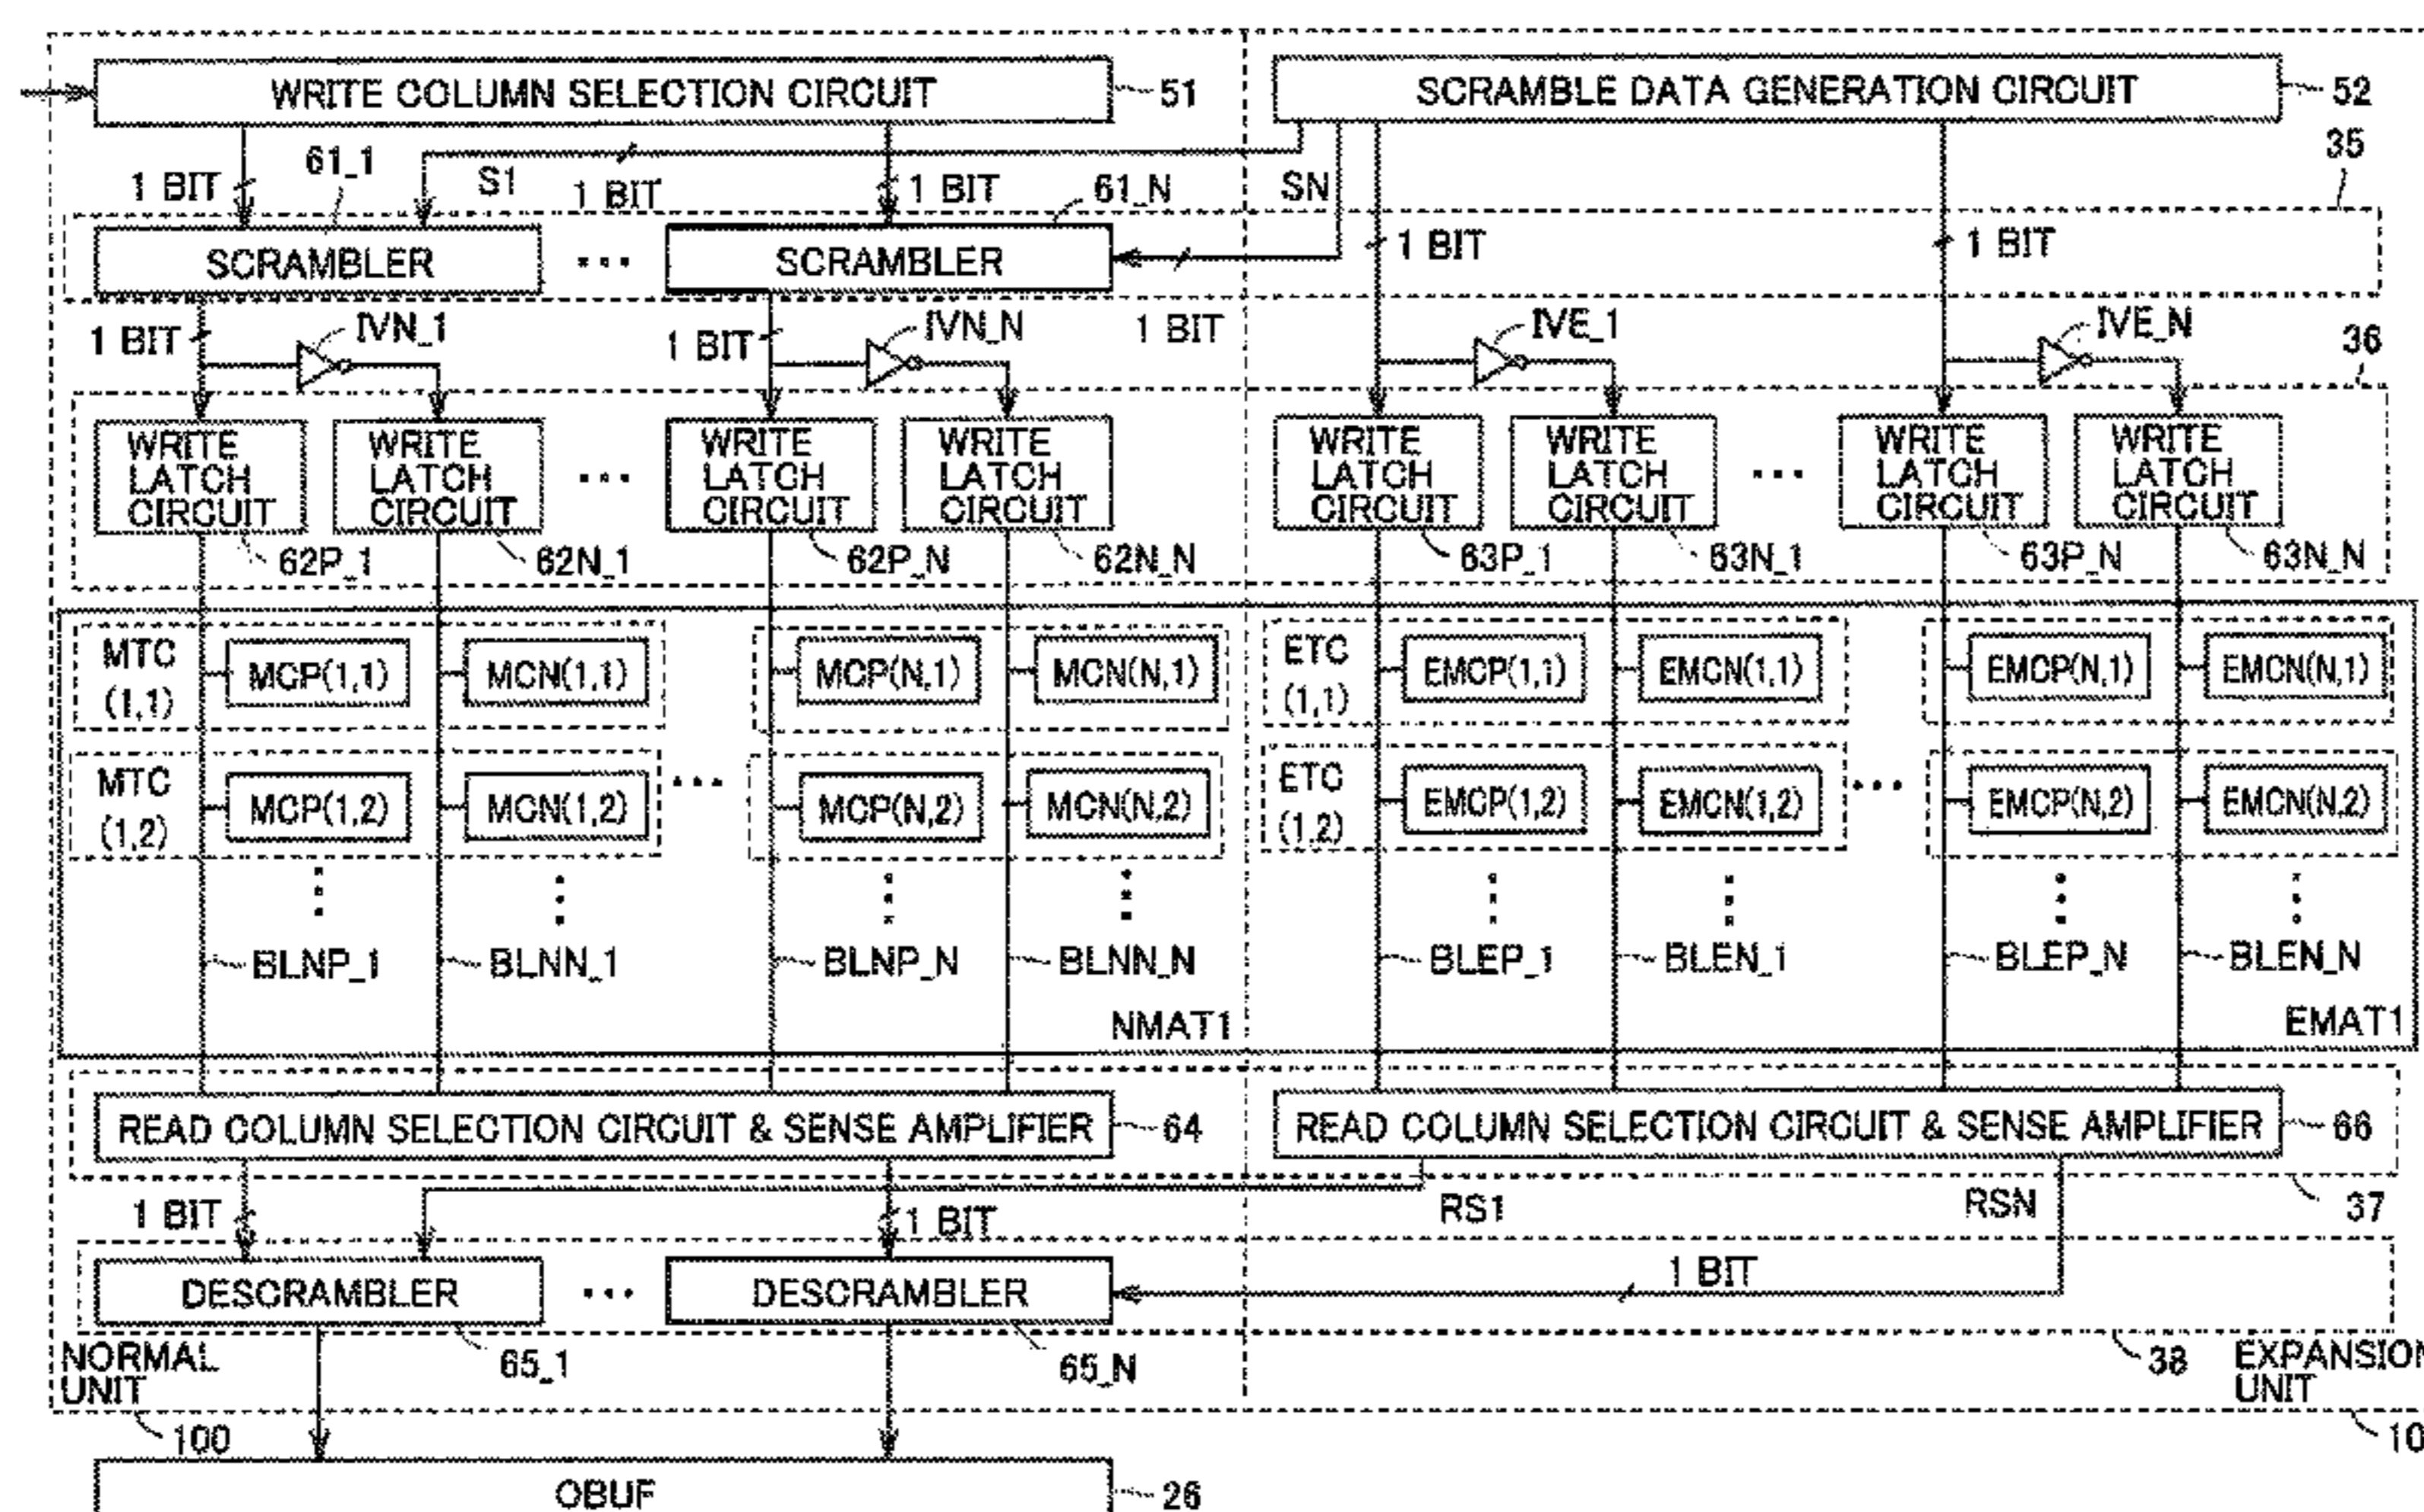 WRITE COLUMN SELECTION CIRCUIT 51 SCRAMBLE DATA GENERATION CIRCUIT 52
61_1 35
1 BIT S1 1 BIT 1 BIT 61_N SN
SCRAMBLER ••• SCRAMBLER 1 BIT 1 BIT
1 BIT IVN_1 1 BIT IVN_N 1 BIT IVE_1 IVE_N 36
WRITE WRITE WRITE WRITE WRITE WRITE WRITE WRITE
LATCH LATCH ••• LATCH LATCH LATCH LATCH ••• LATCH LATCH
CIRCUIT CIRCUIT CIRCUIT CIRCUIT CIRCUIT CIRCUIT CIRCUIT CIRCUIT
62P_1 62N_1 62P_N 62N_N 63P_1 63N_1 63P_N 63N_N
MTC MCP(1,1) MCN(1,1) MCP(N,1) MCN(N,1) ETC EMCP(1,1) EMCN(1,1) EMCP(N,1) EMCN(N,1)
(1,1) (1,1)
MTC MCP(1,2) MCN(1,2) ••• MCP(N,2) MCN(N,2) ETC EMCP(1,2) EMCN(1,2) ••• EMCP(N,2) EMCN(N,2)
(1,2) (1,2)
BLNP_1 BLNN_1 BLNP_N BLNN_N BLEP_1 BLEN_1 BLEP_N BLEN_N
NMAT1 EMAT1
READ COLUMN SELECTION CIRCUIT & SENSE AMPLIFIER 64 READ COLUMN SELECTION CIRCUIT & SENSE AMPLIFIER 66
1 BIT 1 BIT RS1 RSN 37
DESCRAMBLER ••• DESCRAMBLER 1 BIT
NORMAL 65_1 65_N 38 EXPANSION
UNIT UNIT
100 10
OBUF 26